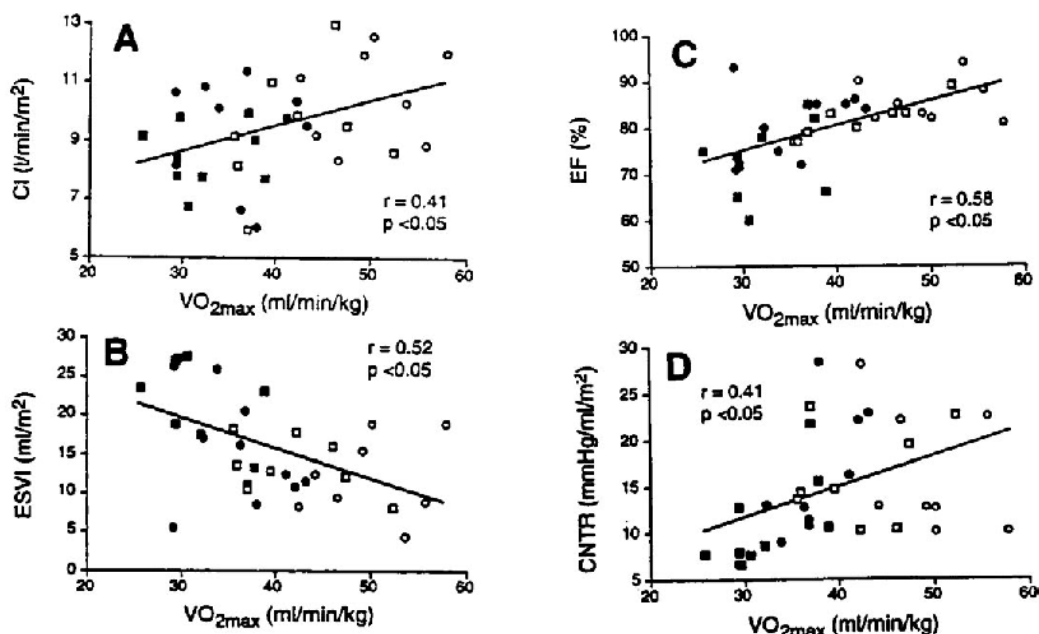 A
CI (ℓ/min/m²)
13
11
9
7
5
r = 0.41
p <0.05
20 30 40 50 60
VO2max (ml/min/kg)
C
EF (%)
100
90
80
70
60
50
r = 0.58
p <0.05
20 30 40 50 60
VO2max (ml/min/kg)
B
ESVI (ml/m²)
30
25
20
15
10
5
0
r = 0.52
p <0.05
20 30 40 50 60
VO2max (ml/min/kg)
D
CNTR (mmHg/ml/m²)
30
25
20
15
10
5
r = 0.41
p <0.05
20 30 40 50 60
VO2max (ml/min/kg)